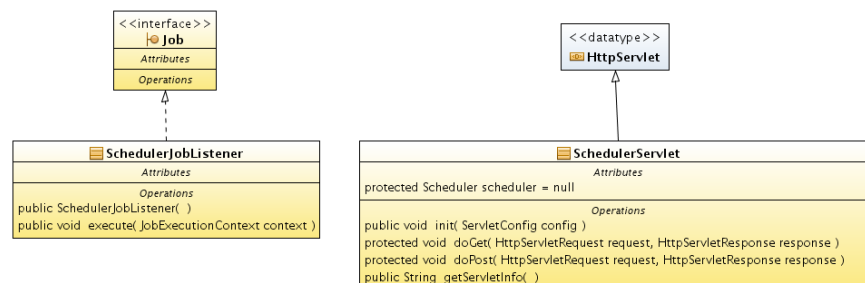 <<interface>>
Job
Attributes
Operations
SchedulerJobListener
Attributes
Operations
public SchedulerJobListener( )
public void execute( JobExecutionContext context )
<<datatype>>
HttpServlet
SchedulerServlet
Attributes
protected Scheduler scheduler = null
Operations
public void init( ServletConfig config )
protected void doGet( HttpServletRequest request, HttpServletResponse response )
protected void doPost( HttpServletRequest request, HttpServletResponse response )
public String getServletInfo( )